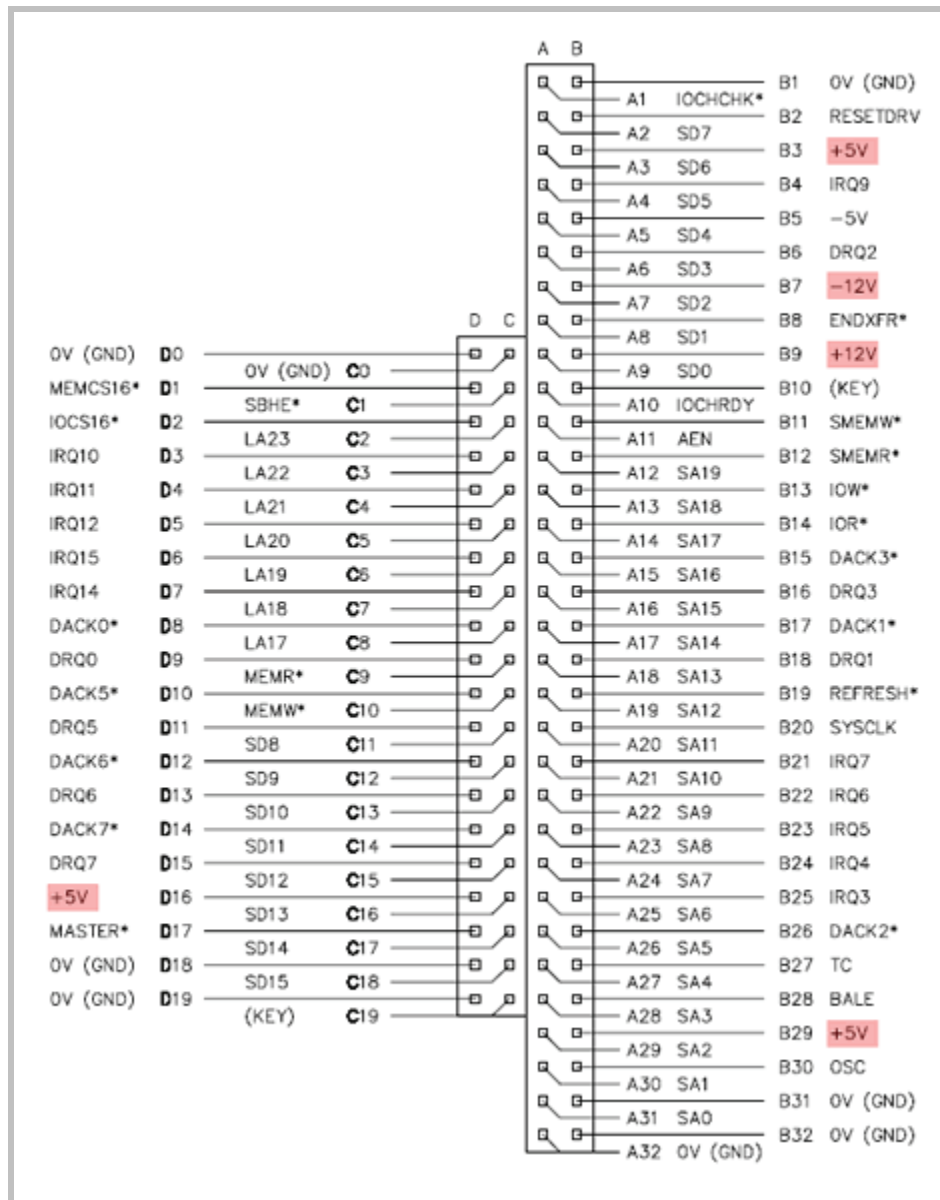 A B
B1 0V (GND)
A1 IOCHCHK*
B2 RESETDRV
A2 SD7
B3 +5V
A3 SD6
B4 IRQ9
A4 SD5
B5 −5V
A5 SD4
B6 DRQ2
A6 SD3
B7 −12V
A7 SD2
D C
B8 ENDXFR*
A8 SD1
0V (GND) D0
B9 +12V
0V (GND) C0
A9 SD0
MEMCS16* D1
B10 (KEY)
SBHE* C1
A10 IOCHRDY
IOCS16* D2
B11 SMEMW*
LA23 C2
A11 AEN
IRQ10 D3
B12 SMEMR*
LA22 C3
A12 SA19
IRQ11 D4
B13 IOW*
LA21 C4
A13 SA18
IRQ12 D5
B14 IOR*
LA20 C5
A14 SA17
IRQ15 D6
B15 DACK3*
LA19 C6
A15 SA16
IRQ14 D7
B16 DRQ3
LA18 C7
A16 SA15
DACK0* D8
B17 DACK1*
LA17 C8
A17 SA14
DRQ0 D9
B18 DRQ1
MEMR* C9
A18 SA13
DACK5* D10
B19 REFRESH*
MEMW* C10
A19 SA12
DRQ5 D11
B20 SYSCLK
SD8 C11
A20 SA11
DACK6* D12
B21 IRQ7
SD9 C12
A21 SA10
DRQ6 D13
B22 IRQ6
SD10 C13
A22 SA9
DACK7* D14
B23 IRQ5
SD11 C14
A23 SA8
DRQ7 D15
B24 IRQ4
SD12 C15
A24 SA7
+5V D16
B25 IRQ3
SD13 C16
A25 SA6
MASTER* D17
B26 DACK2*
SD14 C17
A26 SA5
0V (GND) D18
B27 TC
SD15 C18
A27 SA4
0V (GND) D19
B28 BALE
(KEY) C19
A28 SA3
B29 +5V
A29 SA2
B30 OSC
A30 SA1
B31 0V (GND)
A31 SA0
B32 0V (GND)
A32 0V (GND)